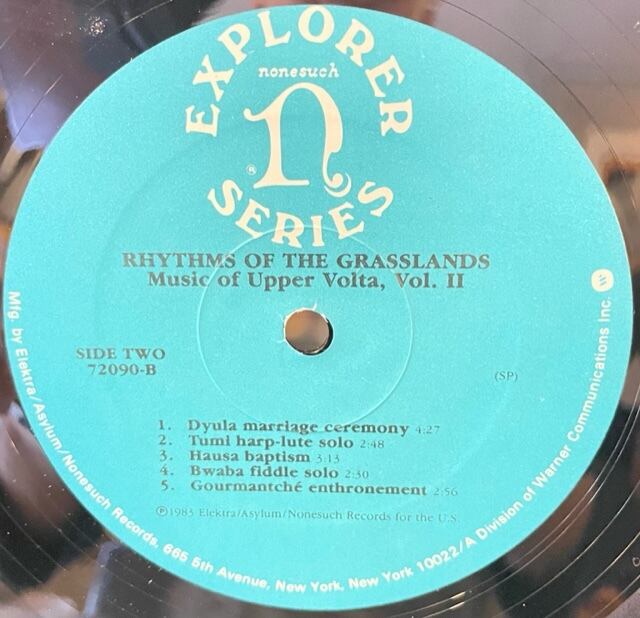 EXPLORER
nonesuch
n
®
SERIES
RHYTHMS OF THE GRASSLANDS
Music of Upper Volta, Vol. II
SIDE TWO
72090-B
(SP)
1. Dyula marriage ceremony 4:27
2. Tumi harp-lute solo 2:48
3. Hausa baptism 3:13
4. Bwaba fiddle solo 2:30
5. Gourmantché enthronement 2:56
℗1983 Elektra/Asylum/Nonesuch Records for the U.S.
Mfg. by Elektra/Asylum/Nonesuch Records, 665 5th Avenue, New York, New York 10022/A Division of Warner Communications Inc.